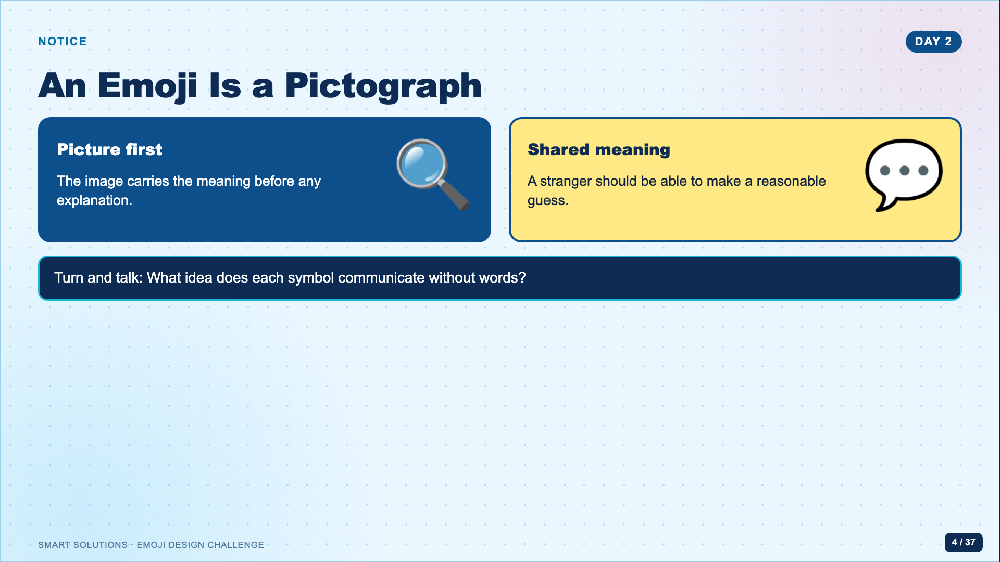 NOTICE
DAY 2
An Emoji Is a Pictograph
Picture first
The image carries the meaning before any
explanation.
Shared meaning
A stranger should be able to make a reasonable
guess.
Turn and talk: What idea does each symbol communicate without words?
SMART SOLUTIONS · EMOJI DESIGN CHALLENGE
4 / 37